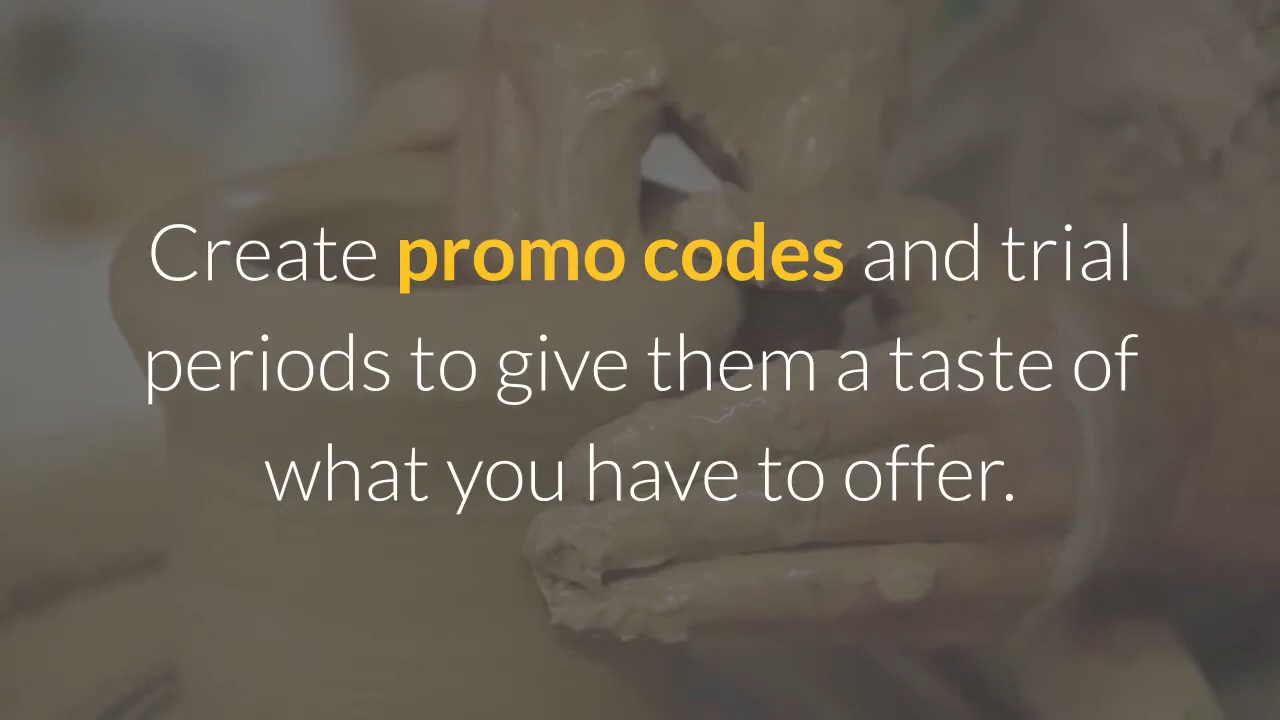 Create promo codes and trial
periods to give them a taste of
what you have to offer.